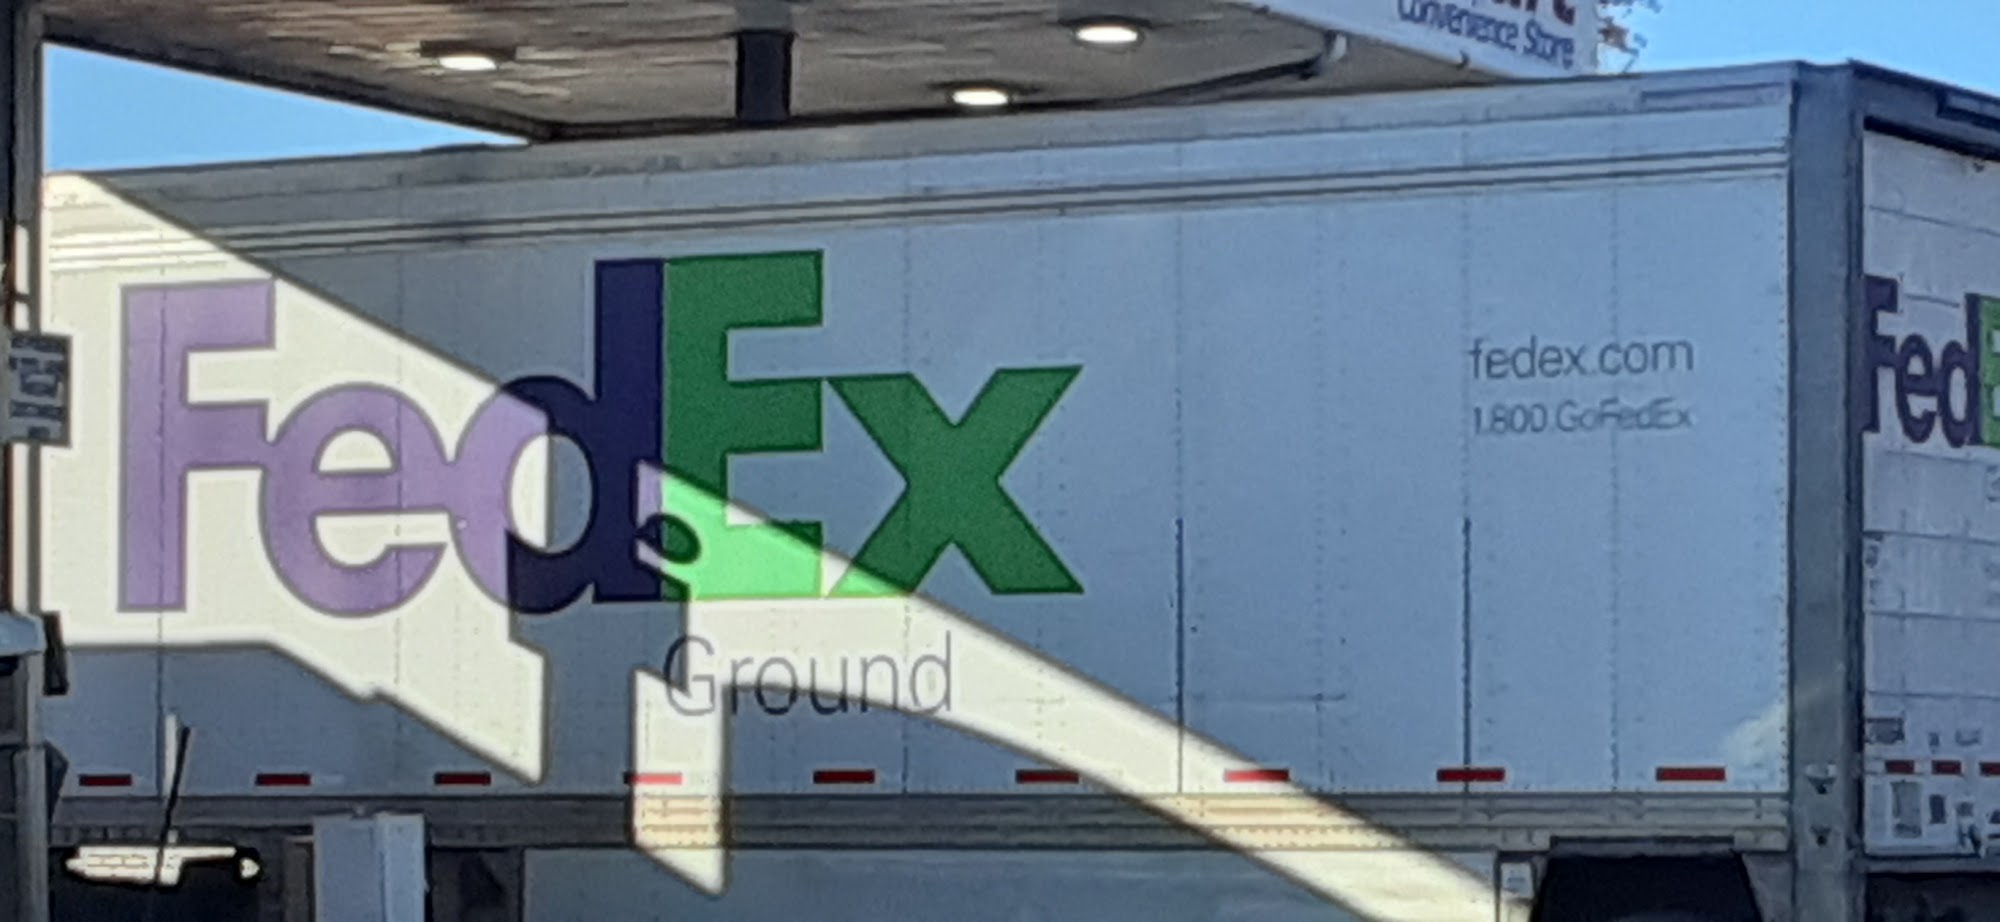 Convenience Store
FedEx
Ground
fedex.com
1.800.GoFedEx
FedE